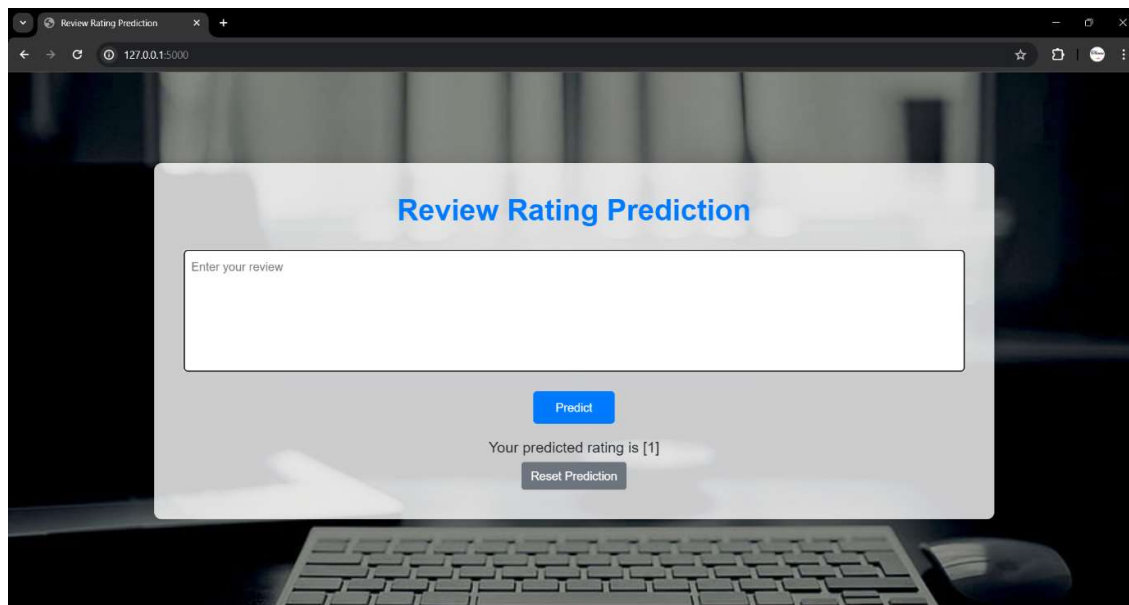 Review Rating Prediction
127.0.0.1:5000
Review Rating Prediction
Enter your review
Predict
Your predicted rating is [1]
Reset Prediction